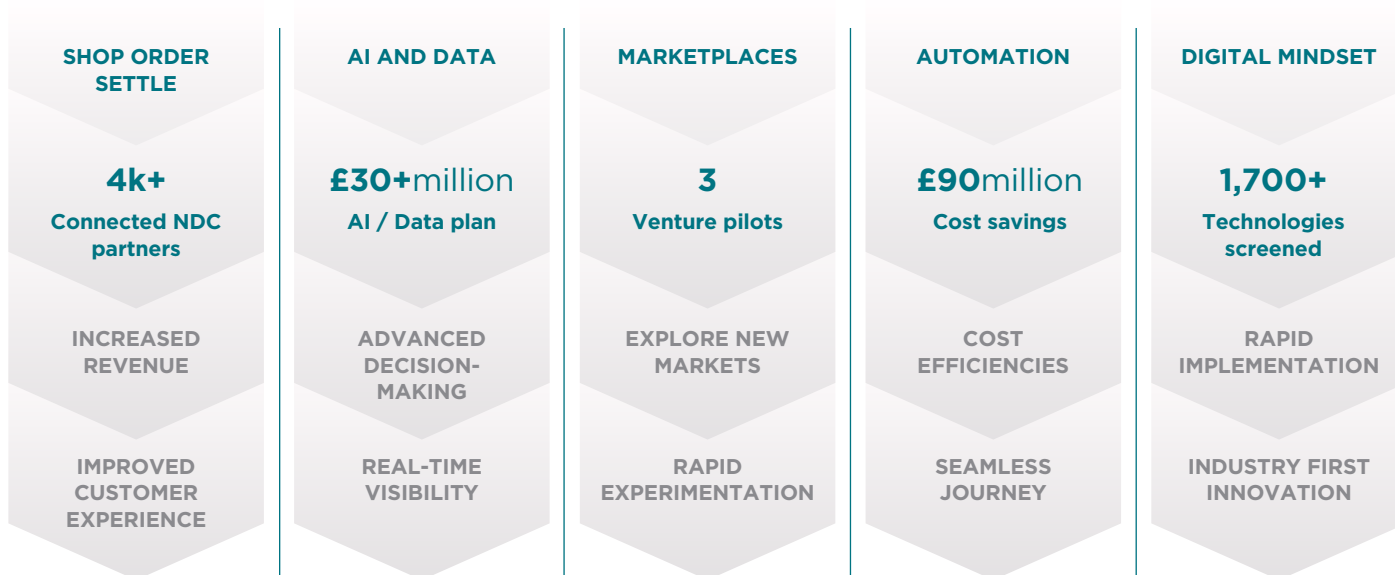 SHOP ORDER
SETTLE
4k+
Connected NDC
partners
INCREASED
REVENUE
IMPROVED
CUSTOMER
EXPERIENCE
AI AND DATA
£30+million
AI / Data plan
ADVANCED
DECISION-
MAKING
REAL-TIME
VISIBILITY
MARKETPLACES
3
Venture pilots
EXPLORE NEW
MARKETS
RAPID
EXPERIMENTATION
AUTOMATION
£90million
Cost savings
COST
EFFICIENCIES
SEAMLESS
JOURNEY
DIGITAL MINDSET
1,700+
Technologies
screened
RAPID
IMPLEMENTATION
INDUSTRY FIRST
INNOVATION